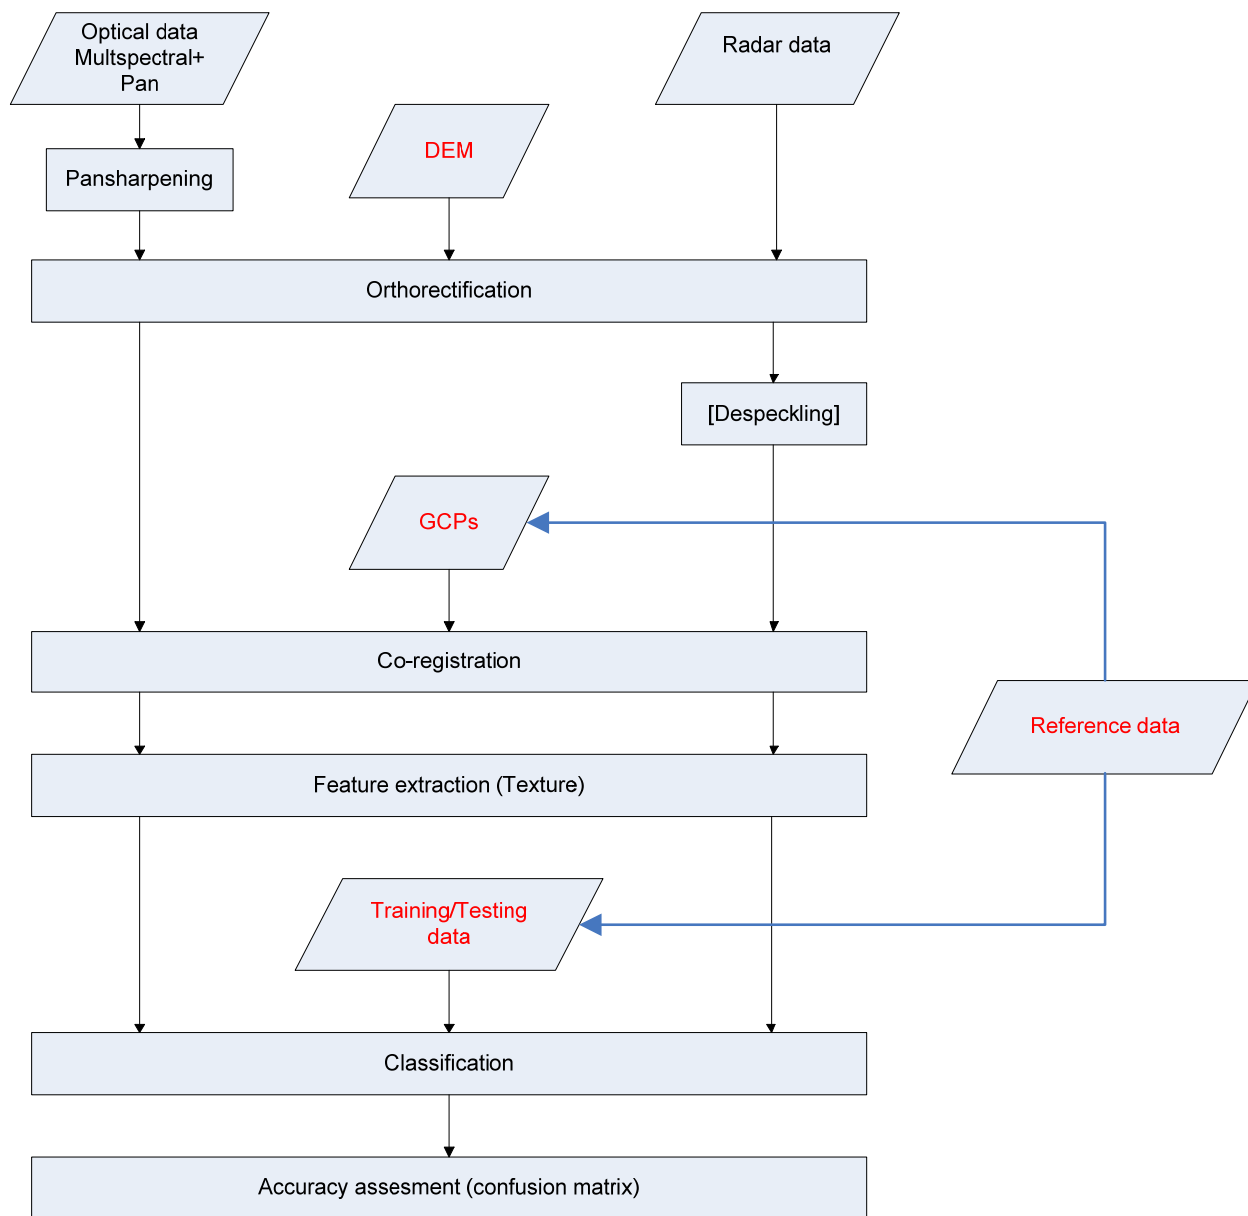 Optical data
Multspectral+
Pan
Radar data
DEM
Pansharpening
Orthorectification
[Despeckling]
GCPs
Co-registration
Reference data
Feature extraction (Texture)
Training/Testing
data
Classification
Accuracy assesment (confusion matrix)